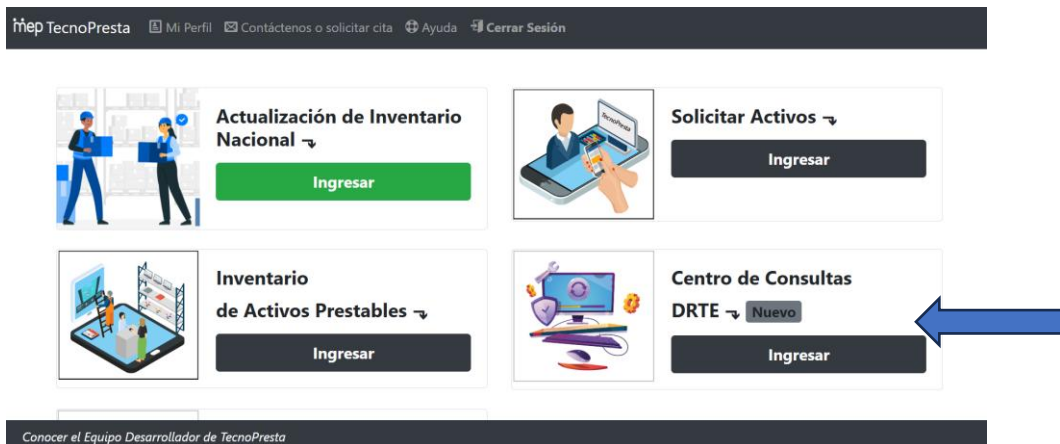 mep TecnoPresta Mi Perfil Contáctenos o solicitar cita Ayuda Cerrar Sesión
Actualización de Inventario
Nacional
Ingresar
Solicitar Activos
TecnoPresta
Ingresar
Inventario
de Activos Prestables
Ingresar
Centro de Consultas
DRTE Nuevo
Ingresar
Conocer el Equipo Desarrollador de TecnoPresta